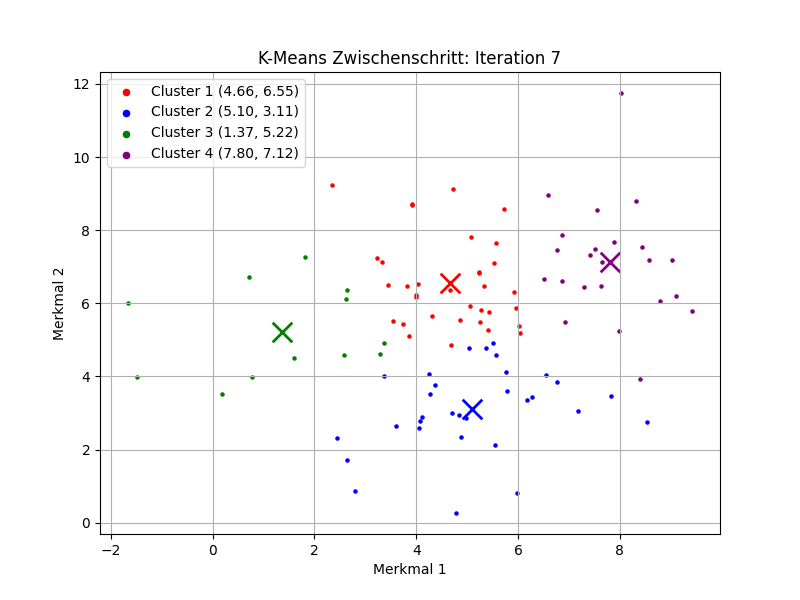 K-Means Zwischenschritt: Iteration 7
Cluster 1 (4.66, 6.55)
Cluster 2 (5.10, 3.11)
Cluster 3 (1.37, 5.22)
Cluster 4 (7.80, 7.12)
Merkmal 2
12
10
8
6
4
2
0
−2 0 2 4 6 8
Merkmal 1